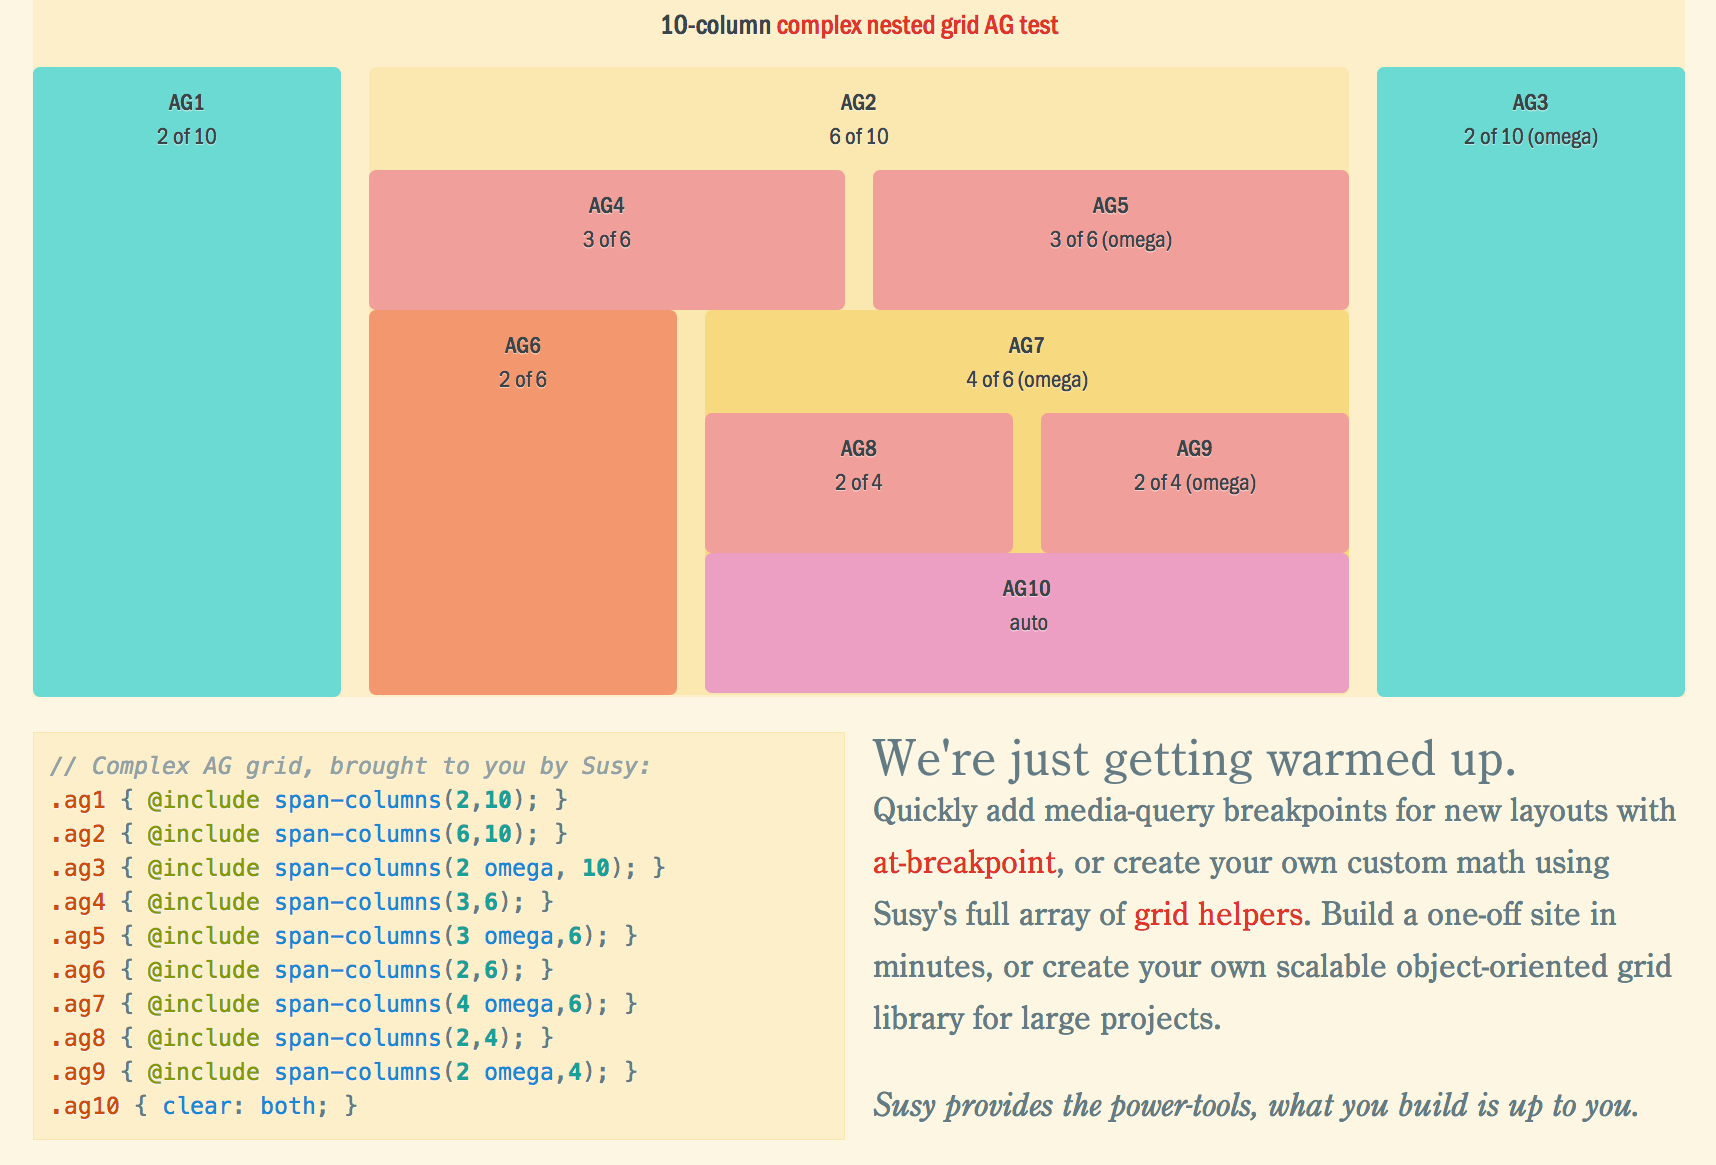 10-column complex nested grid AG test
AG1
2 of 10
AG2
6 of 10
AG3
2 of 10 (omega)
AG4
3 of 6
AG5
3 of 6 (omega)
AG6
2 of 6
AG7
4 of 6 (omega)
AG8
2 of 4
AG9
2 of 4 (omega)
AG10
auto
// Complex AG grid, brought to you by Susy:
.ag1 { @include span-columns(2,10); }
.ag2 { @include span-columns(6,10); }
.ag3 { @include span-columns(2 omega, 10); }
.ag4 { @include span-columns(3,6); }
.ag5 { @include span-columns(3 omega,6); }
.ag6 { @include span-columns(2,6); }
.ag7 { @include span-columns(4 omega,6); }
.ag8 { @include span-columns(2,4); }
.ag9 { @include span-columns(2 omega,4); }
.ag10 { clear: both; }
We're just getting warmed up.
Quickly add media-query breakpoints for new layouts with
at-breakpoint, or create your own custom math using
Susy's full array of grid helpers. Build a one-off site in
minutes, or create your own scalable object-oriented grid
library for large projects.
Susy provides the power-tools, what you build is up to you.